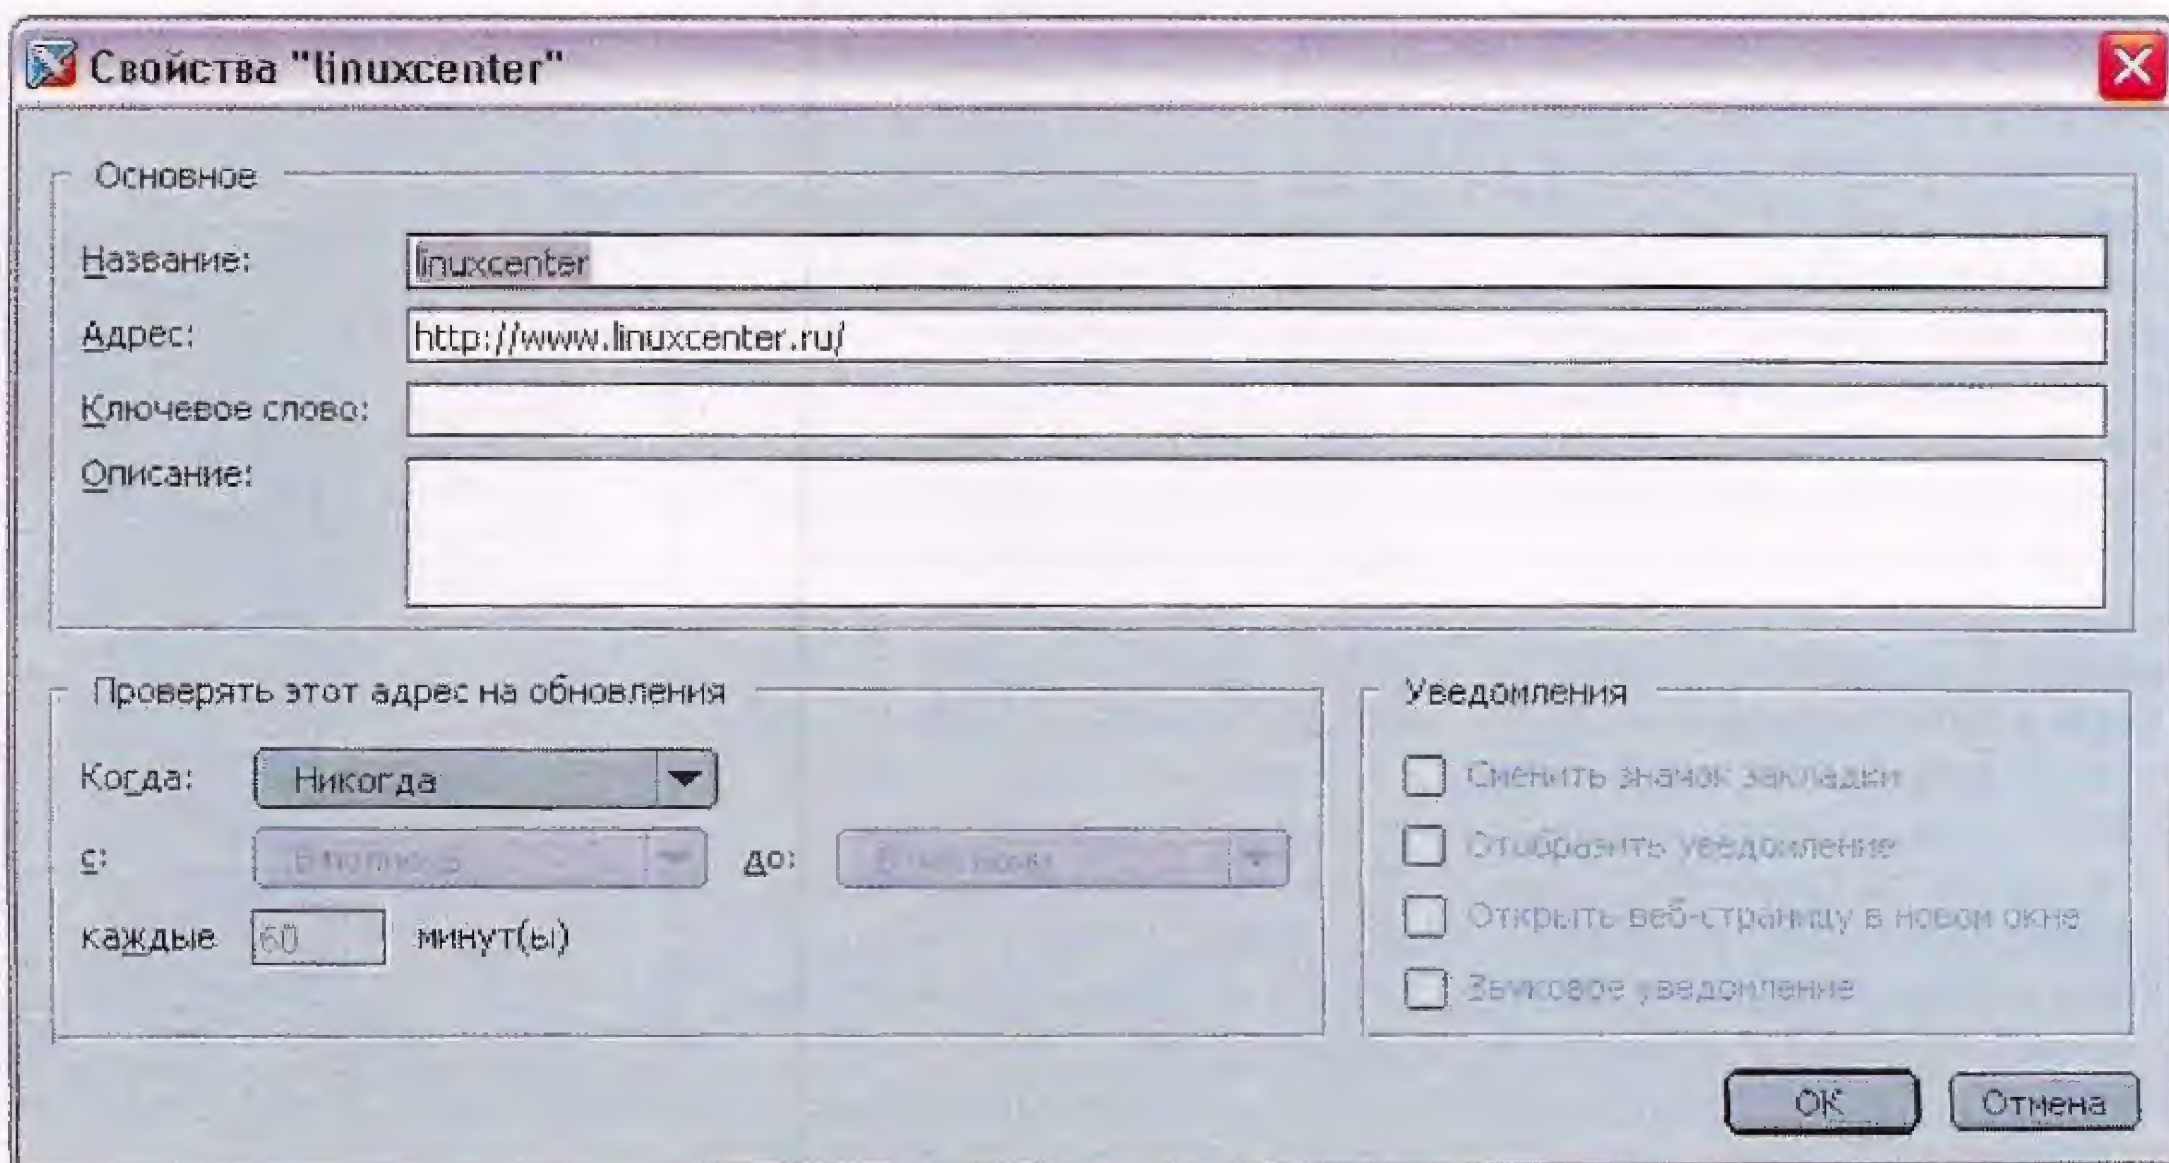 Свойства "linuxcenter"
Основное
Название: linuxcenter
Адрес: http://www.linuxcenter.ru/
Ключевое слово:
Описание:
Проверять этот адрес на обновления
Когда: Никогда
с: до:
каждые 60 минут(ы)
Уведомления
Сменить значок закладки
Отобразить уведомление
Открыть веб-страницу в новом окне
Звуковое уведомление
ОК Отмена